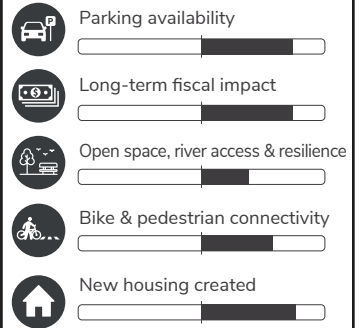 P
Parking availability
Long-term fiscal impact
Open space, river access & resilience
Bike & pedestrian connectivity
New housing created